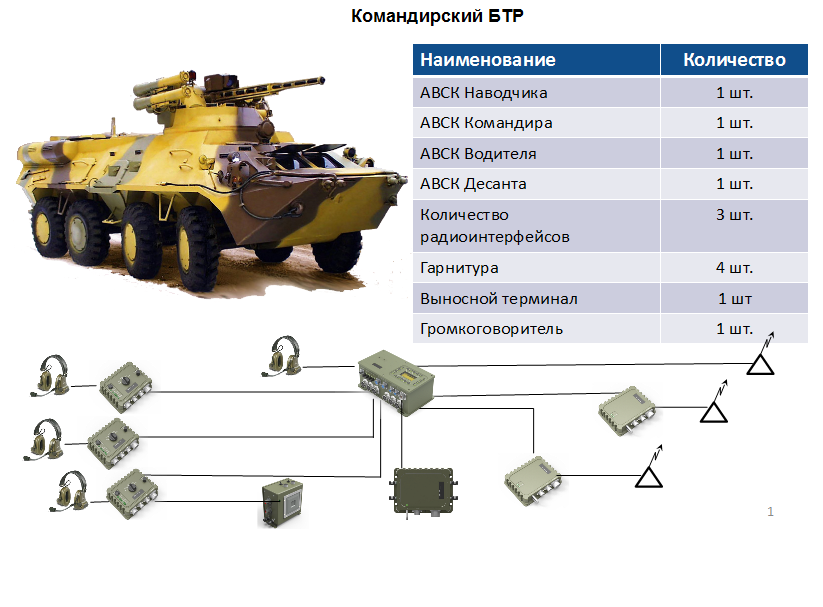 Командирский БТР
Наименование Количество
АВСК Наводчика 1 шт.
АВСК Командира 1 шт.
АВСК Водителя 1 шт.
АВСК Десанта 1 шт.
Количество 3 шт.
радиоинтерфейсов
Гарнитура 4 шт.
Выносной терминал 1 шт
Громкоговоритель 1 шт.
1